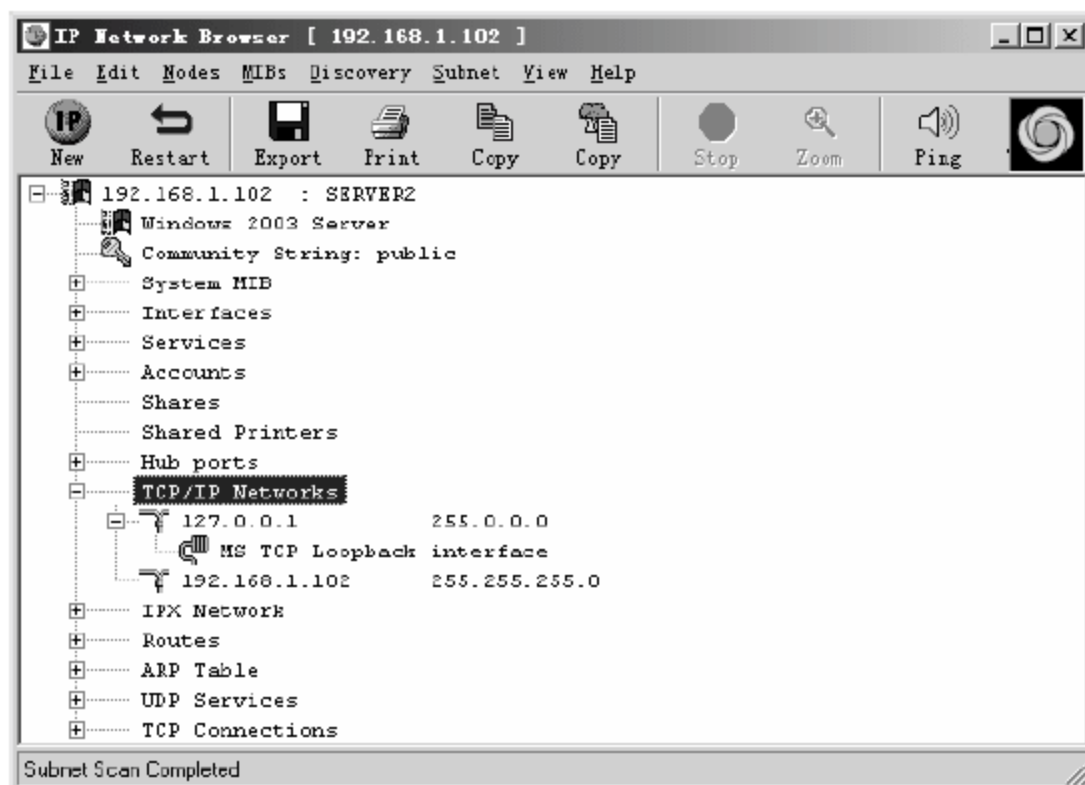 IP Network Browser [ 192.168.1.102 ]
File Edit Nodes MIBs Discovery Subnet View Help
New Restart Export Print Copy Copy Stop Zoom Ping
192.168.1.102 : SERVER2
Windows 2003 Server
Community String: public
System MIB
Interfaces
Services
Accounts
Shares
Shared Printers
Hub ports
TCP/IP Networks
127.0.0.1 255.0.0.0
MS TCP Loopback interface
192.168.1.102 255.255.255.0
IPX Network
Routes
ARP Table
UDP Services
TCP Connections
Subnet Scan Completed